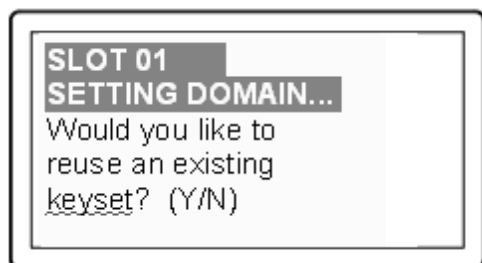 SLOT 01
SETTING DOMAIN...
Would you like to
reuse an existing
keyset? (Y/N)